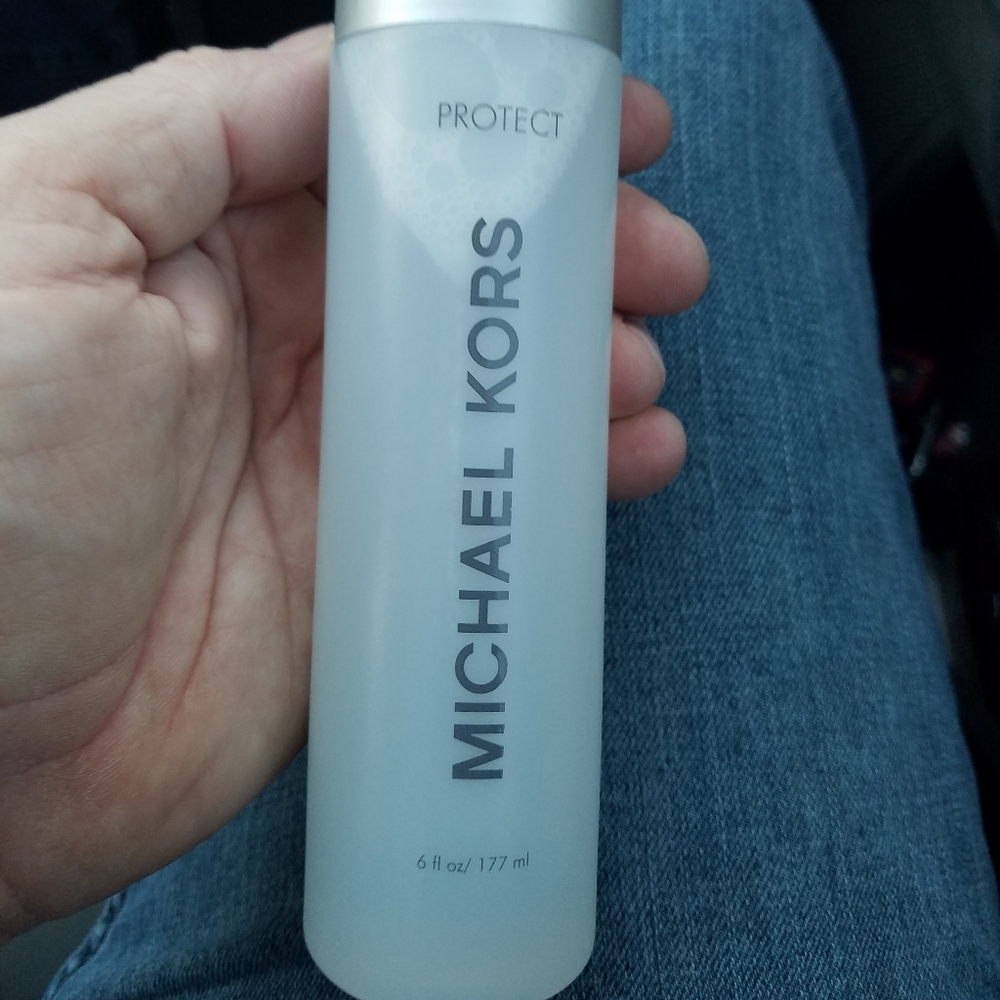 PROTECT
MICHAEL KORS
6 fl oz/ 177 ml